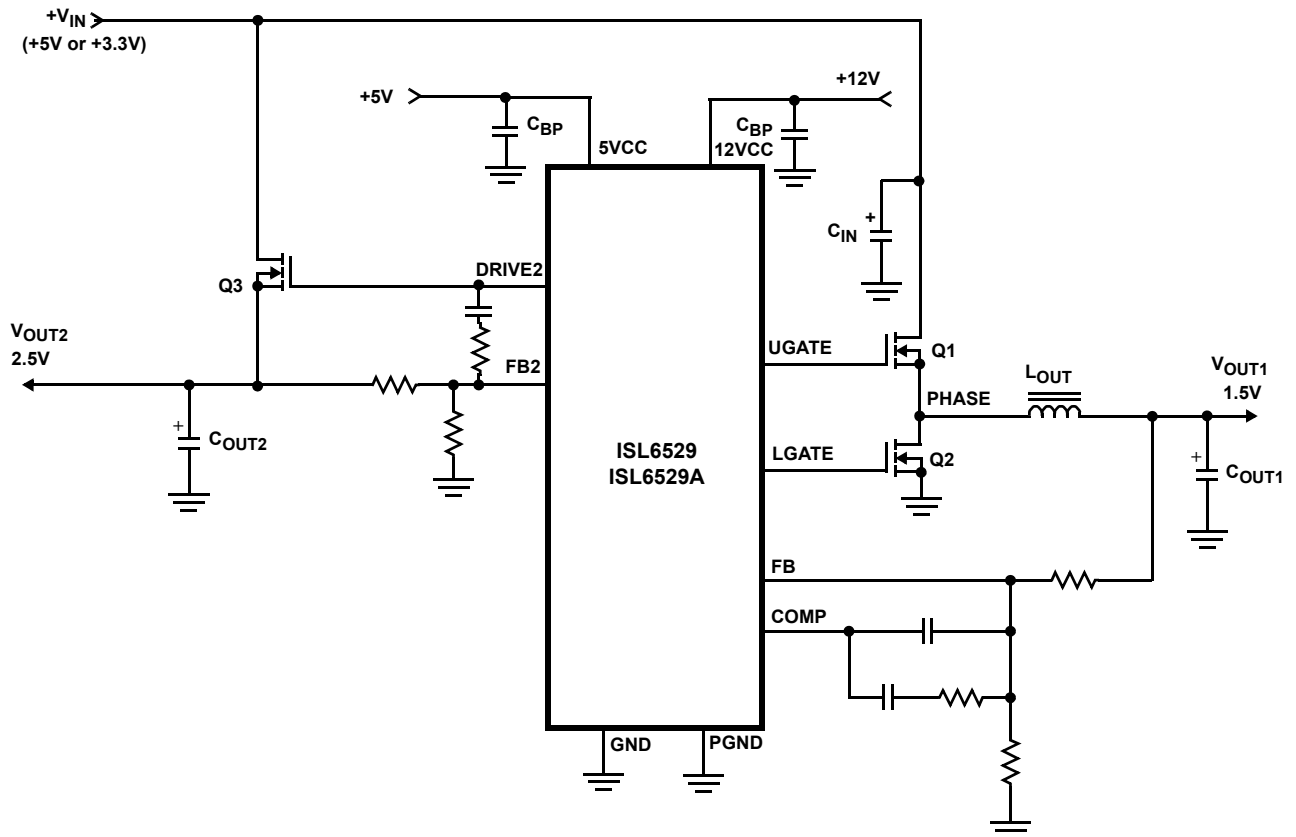 +VIN
(+5V or +3.3V)
+5V
+12V
CBP
CBP
5VCC
12VCC
CIN
DRIVE2
Q3
VOUT2
2.5V
FB2
UGATE
Q1
LOUT
VOUT1
1.5V
PHASE
COUT2
ISL6529
ISL6529A
LGATE
Q2
COUT1
FB
COMP
GND
PGND